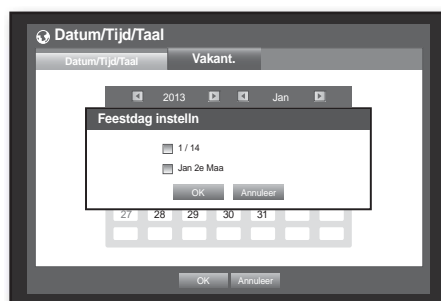 Datum/Tijd/Taal
Datum/Tijd/Taal Vakant.
2013 Jan
Feestdag instelln
1 / 14
Jan 2e Maa
OK Annuleer
27 28 29 30 31
OK Annuleer